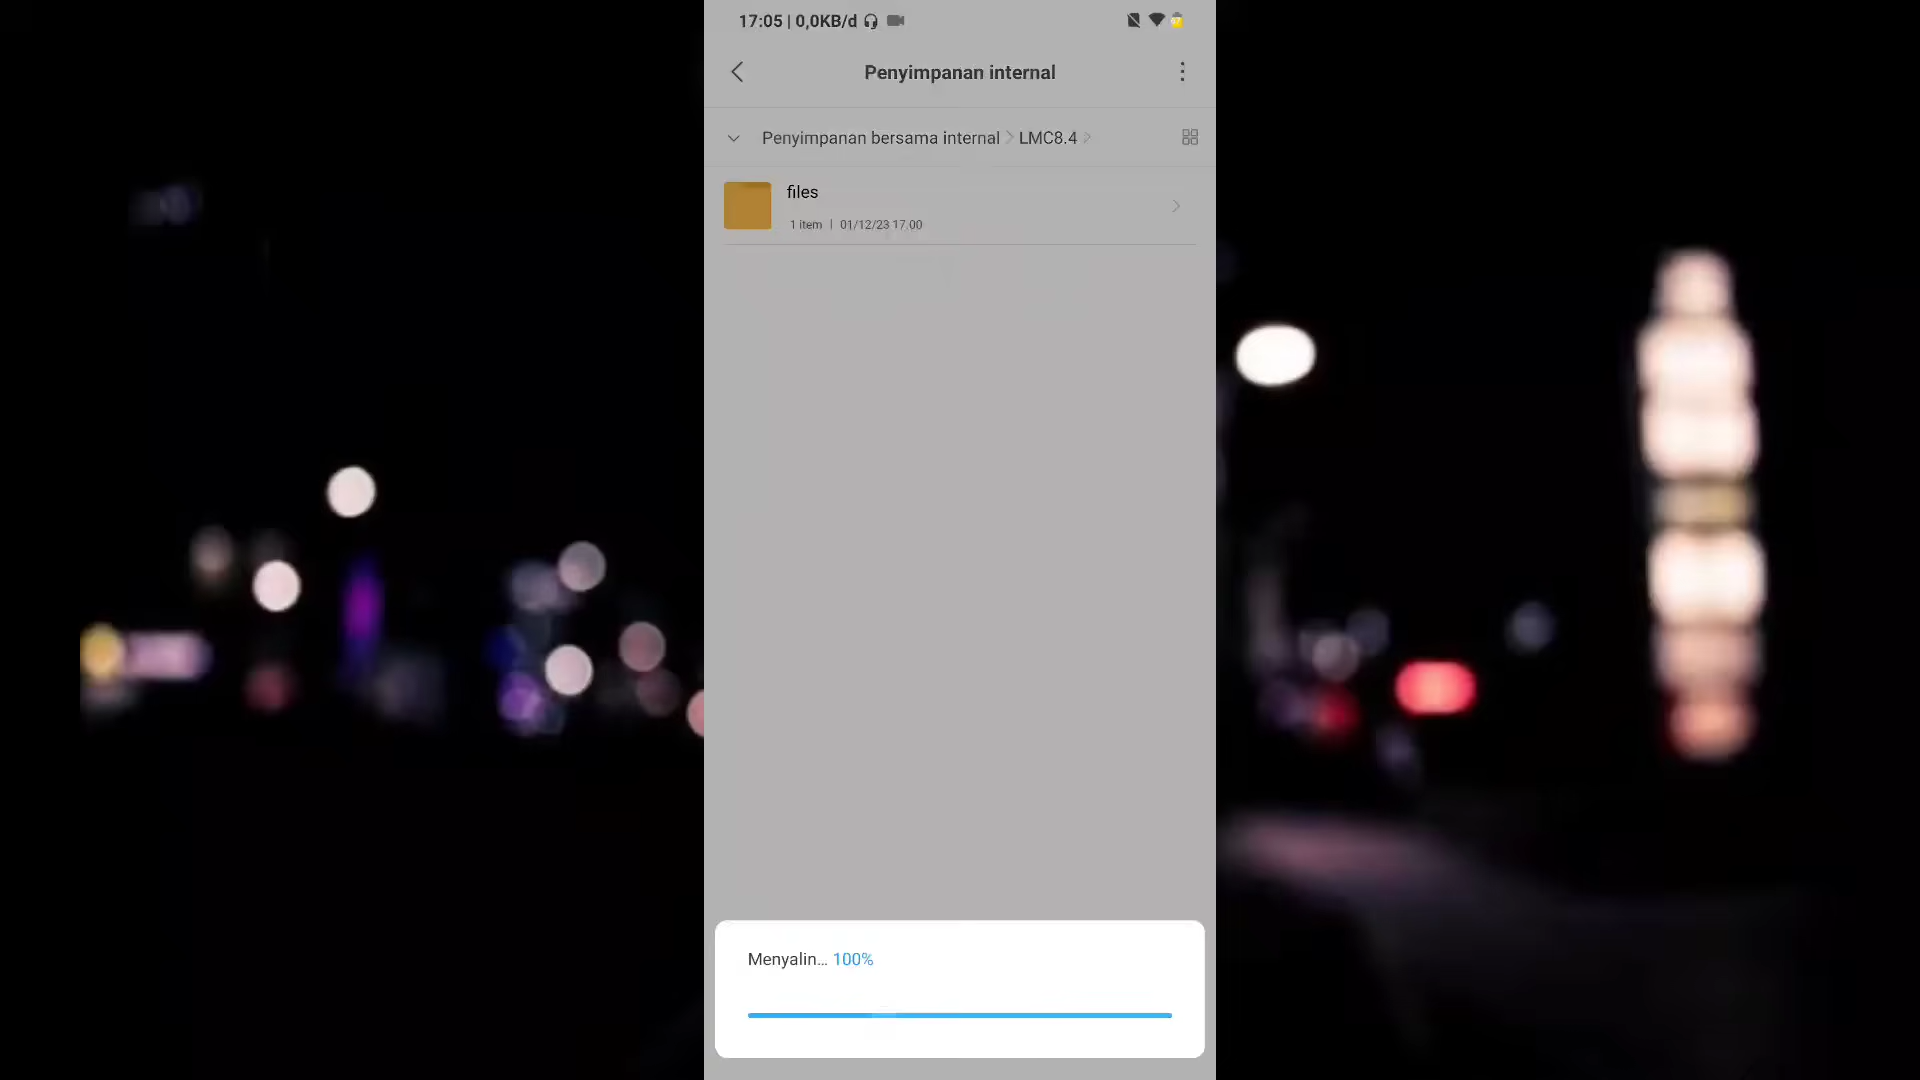 17:05 | 0,0KB/d
Penyimpanan internal
Penyimpanan bersama internal > LMC8.4 >
files
1 item | 01/12/23 17.00
Menyalin... 100%